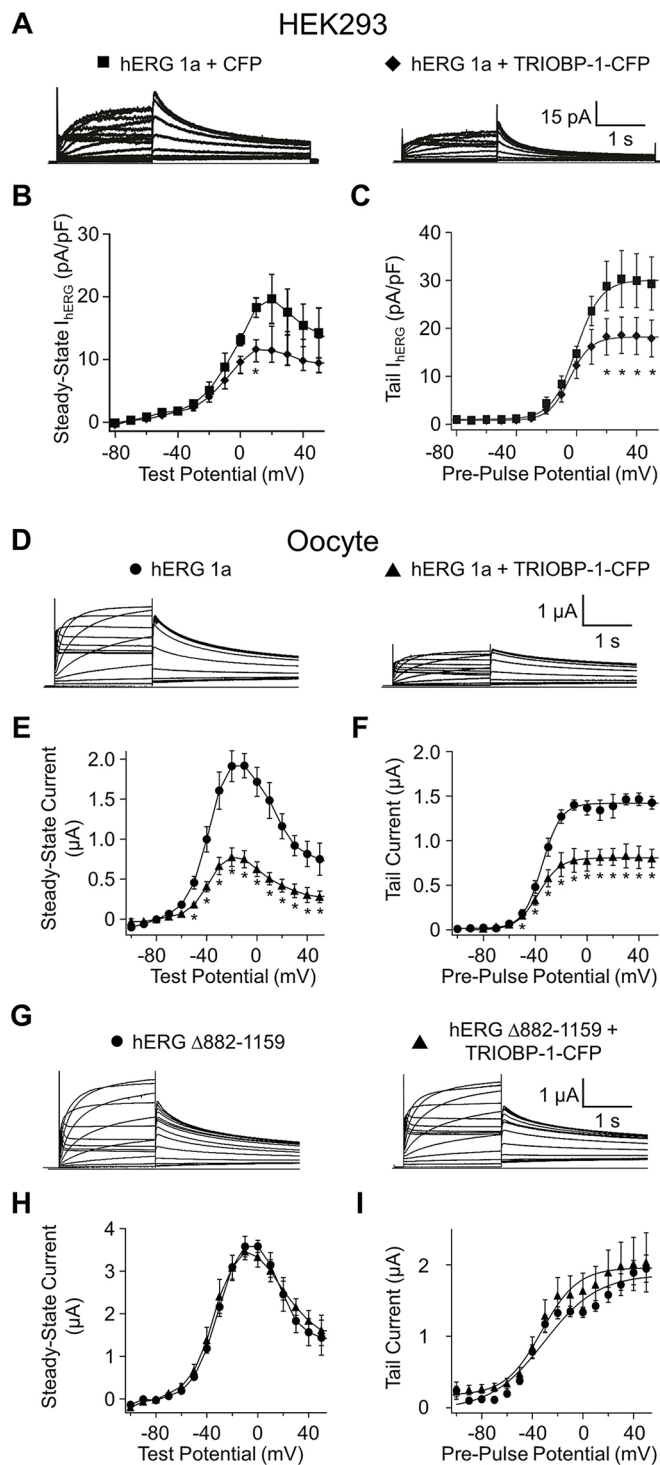 A
HEK293
■ hERG 1a + CFP
◆ hERG 1a + TRIOBP-1-CFP
15 pA
1 s
B
Steady-State I hERG (pA/pF)
30
20
10
0
-80 -40 0 40
Test Potential (mV)
*
C
Tail I hERG (pA/pF)
40
30
20
10
0
-80 -40 0 40
Pre-Pulse Potential (mV)
* * * *
D
Oocyte
● hERG 1a
▲ hERG 1a + TRIOBP-1-CFP
1 µA
1 s
E
Steady-State Current
(µA)
2.0
1.5
1.0
0.5
0
-80 -40 0 40
Test Potential (mV)
* * * * * * * * * * *
F
Tail Current (µA)
2.0
1.5
1.0
0.5
0
-80 -40 0 40
Pre-Pulse Potential (mV)
* * * * * * * * * * *
G
● hERG Δ882-1159
▲ hERG Δ882-1159 +
TRIOBP-1-CFP
1 µA
1 s
H
Steady-State Current
(µA)
4
3
2
1
0
-80 -40 0 40
Test Potential (mV)
I
Tail Current (µA)
2
1
0
-80 -40 0 40
Pre-Pulse Potential (mV)